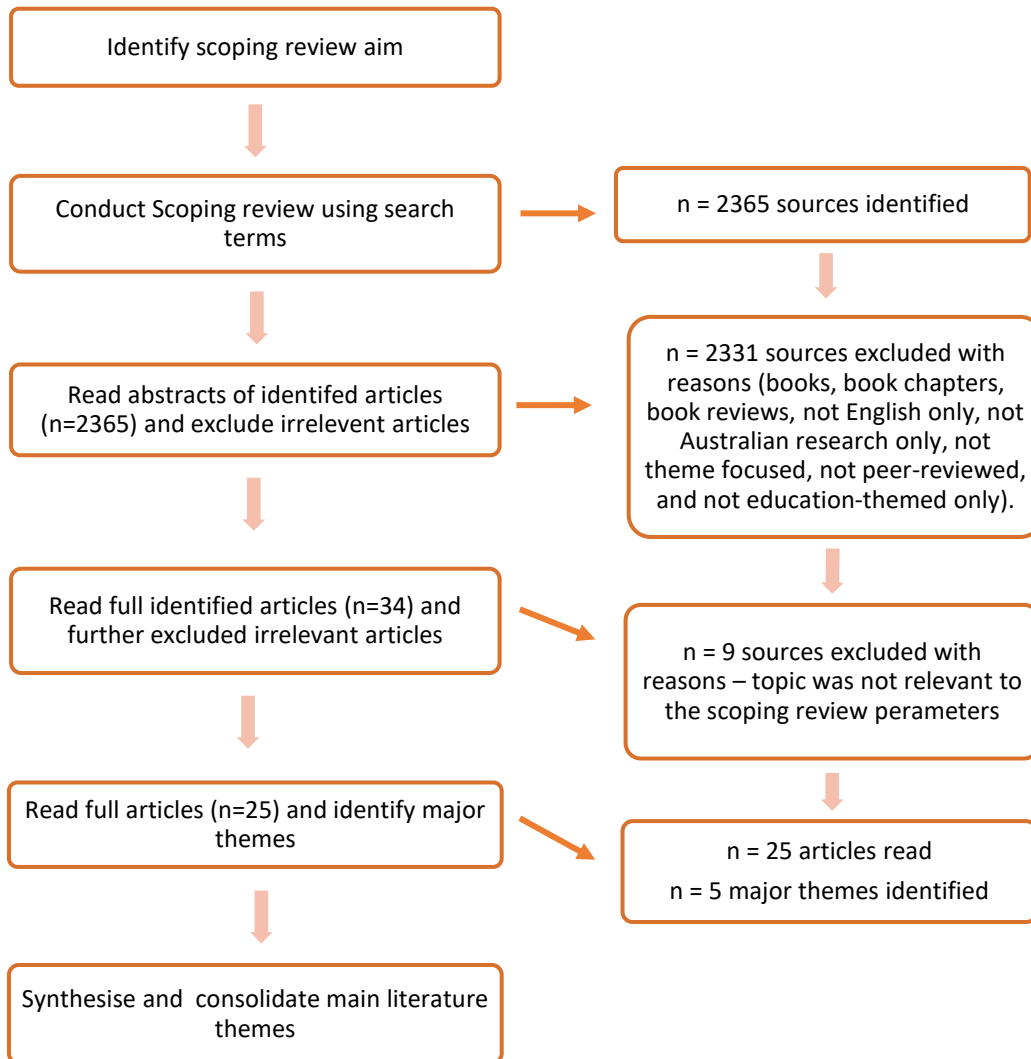 Identify scoping review aim
Conduct Scoping review using search
terms
n = 2365 sources identified
Read abstracts of identifed articles
(n=2365) and exclude irrelevent articles
n = 2331 sources excluded with
reasons (books, book chapters,
book reviews, not English only, not
Australian research only, not
theme focused, not peer-reviewed,
and not education-themed only).
Read full identified articles (n=34) and
further excluded irrelevant articles
n = 9 sources excluded with
reasons – topic was not relevant to
the scoping review perameters
Read full articles (n=25) and identify major
themes
n = 25 articles read
n = 5 major themes identified
Synthesise and  consolidate main literature
themes